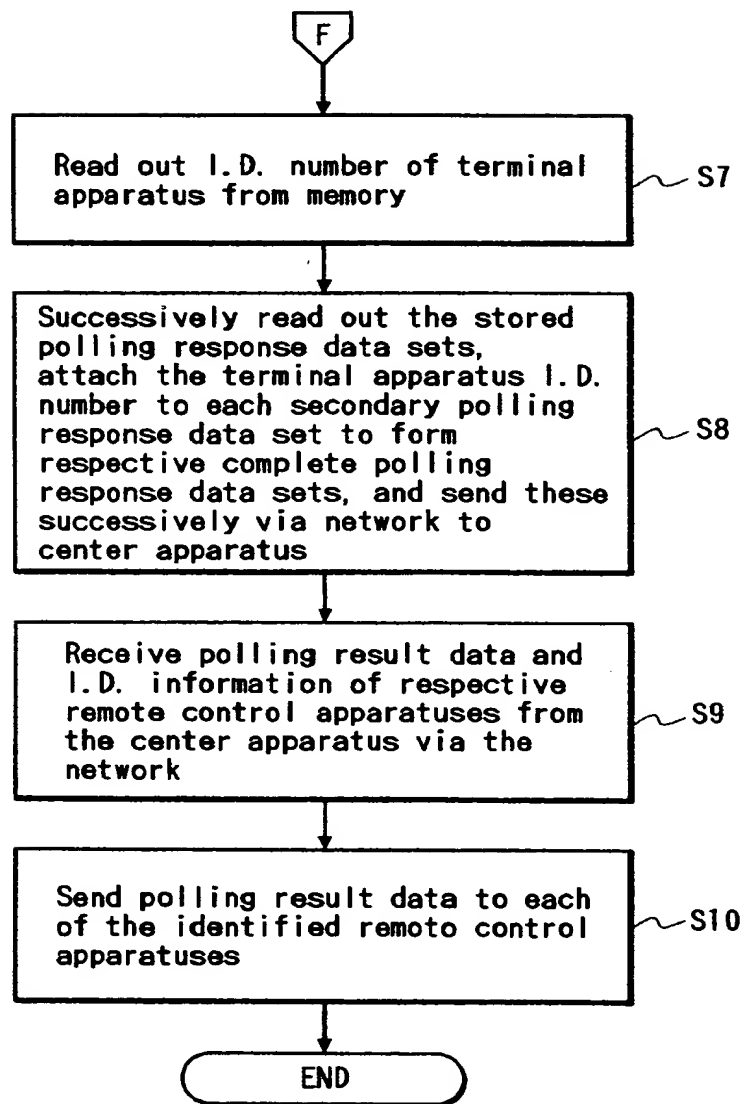 F
Read out I.D. number of terminal
apparatus from memory
S7
Successively read out the stored
polling response data sets,
attach the terminal apparatus I.D.
number to each secondary polling
response data set to form
respective complete polling
response data sets, and send these
successively via network to
center apparatus
S8
Receive polling result data and
I.D. information of respective
remote control apparatuses from
the center apparatus via the
network
S9
Send polling result data to each
of the identified remoto control
apparatuses
S10
END